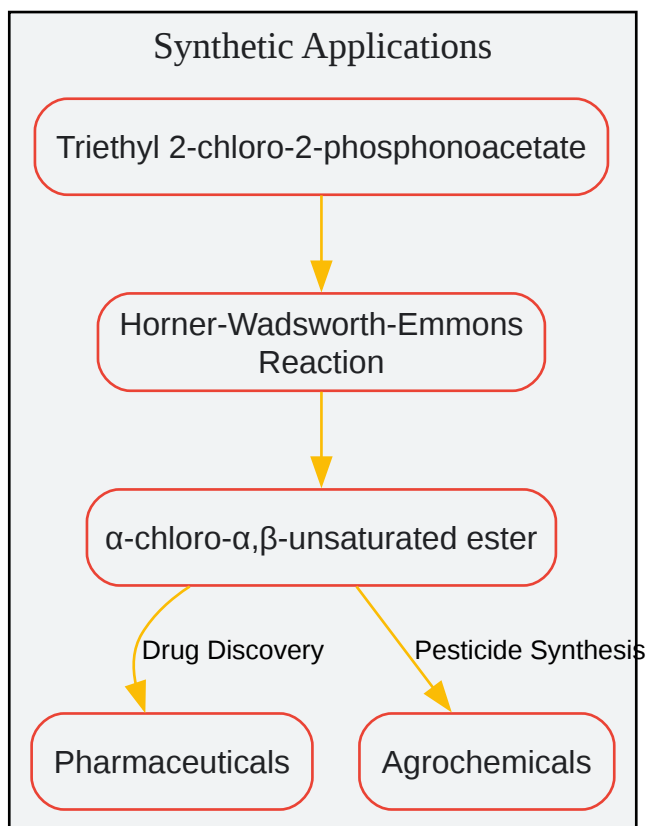 Synthetic Applications
Triethyl 2-chloro-2-phosphonoacetate
Horner-Wadsworth-Emmons
Reaction
α-chloro-α,β-unsaturated ester
Drug Discovery
Pesticide Synthesis
Pharmaceuticals
Agrochemicals